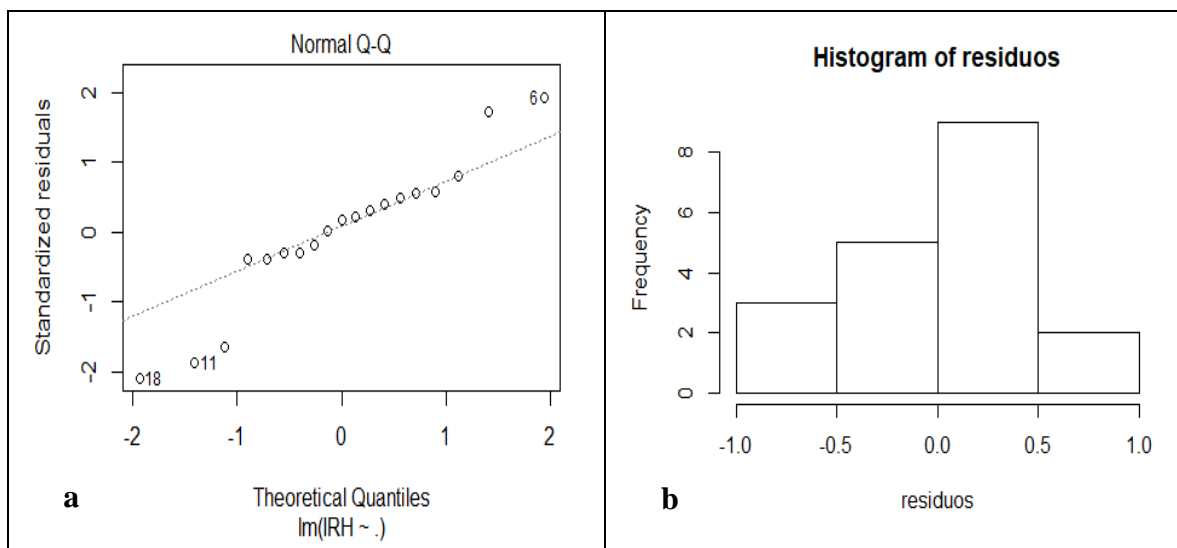 Normal Q-Q
Standardized residuals
2
1
0
-1
-2
6
11
18
-2 -1 0 1 2
Theoretical Quantiles
lm(IRH ~ .)
a
Histogram of residuos
Frequency
8
6
4
2
0
-1.0 -0.5 0.0 0.5 1.0
residuos
b